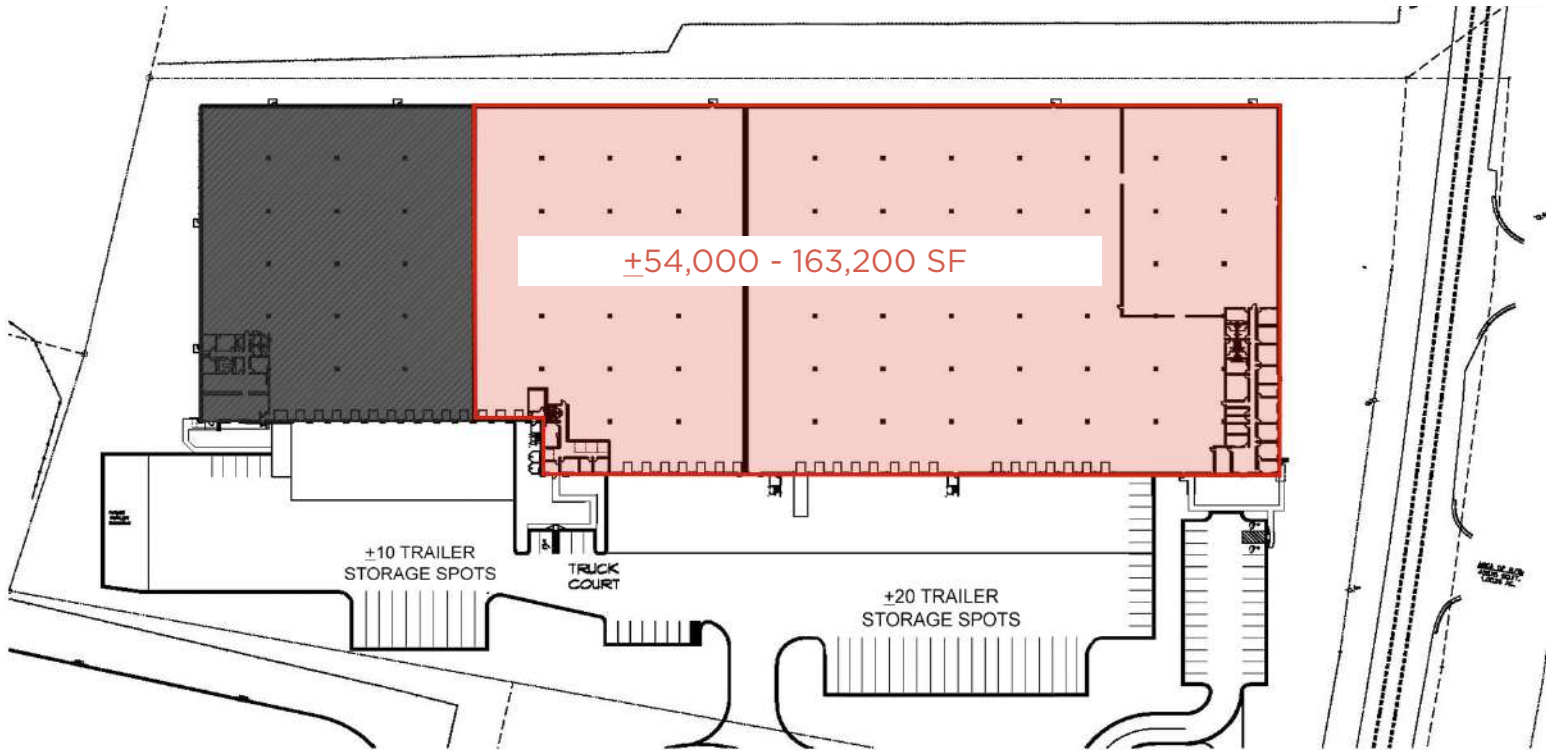 ±54,000 - 163,200 SF
±10 TRAILER
STORAGE SPOTS
TRUCK
COURT
±20 TRAILER
STORAGE SPOTS